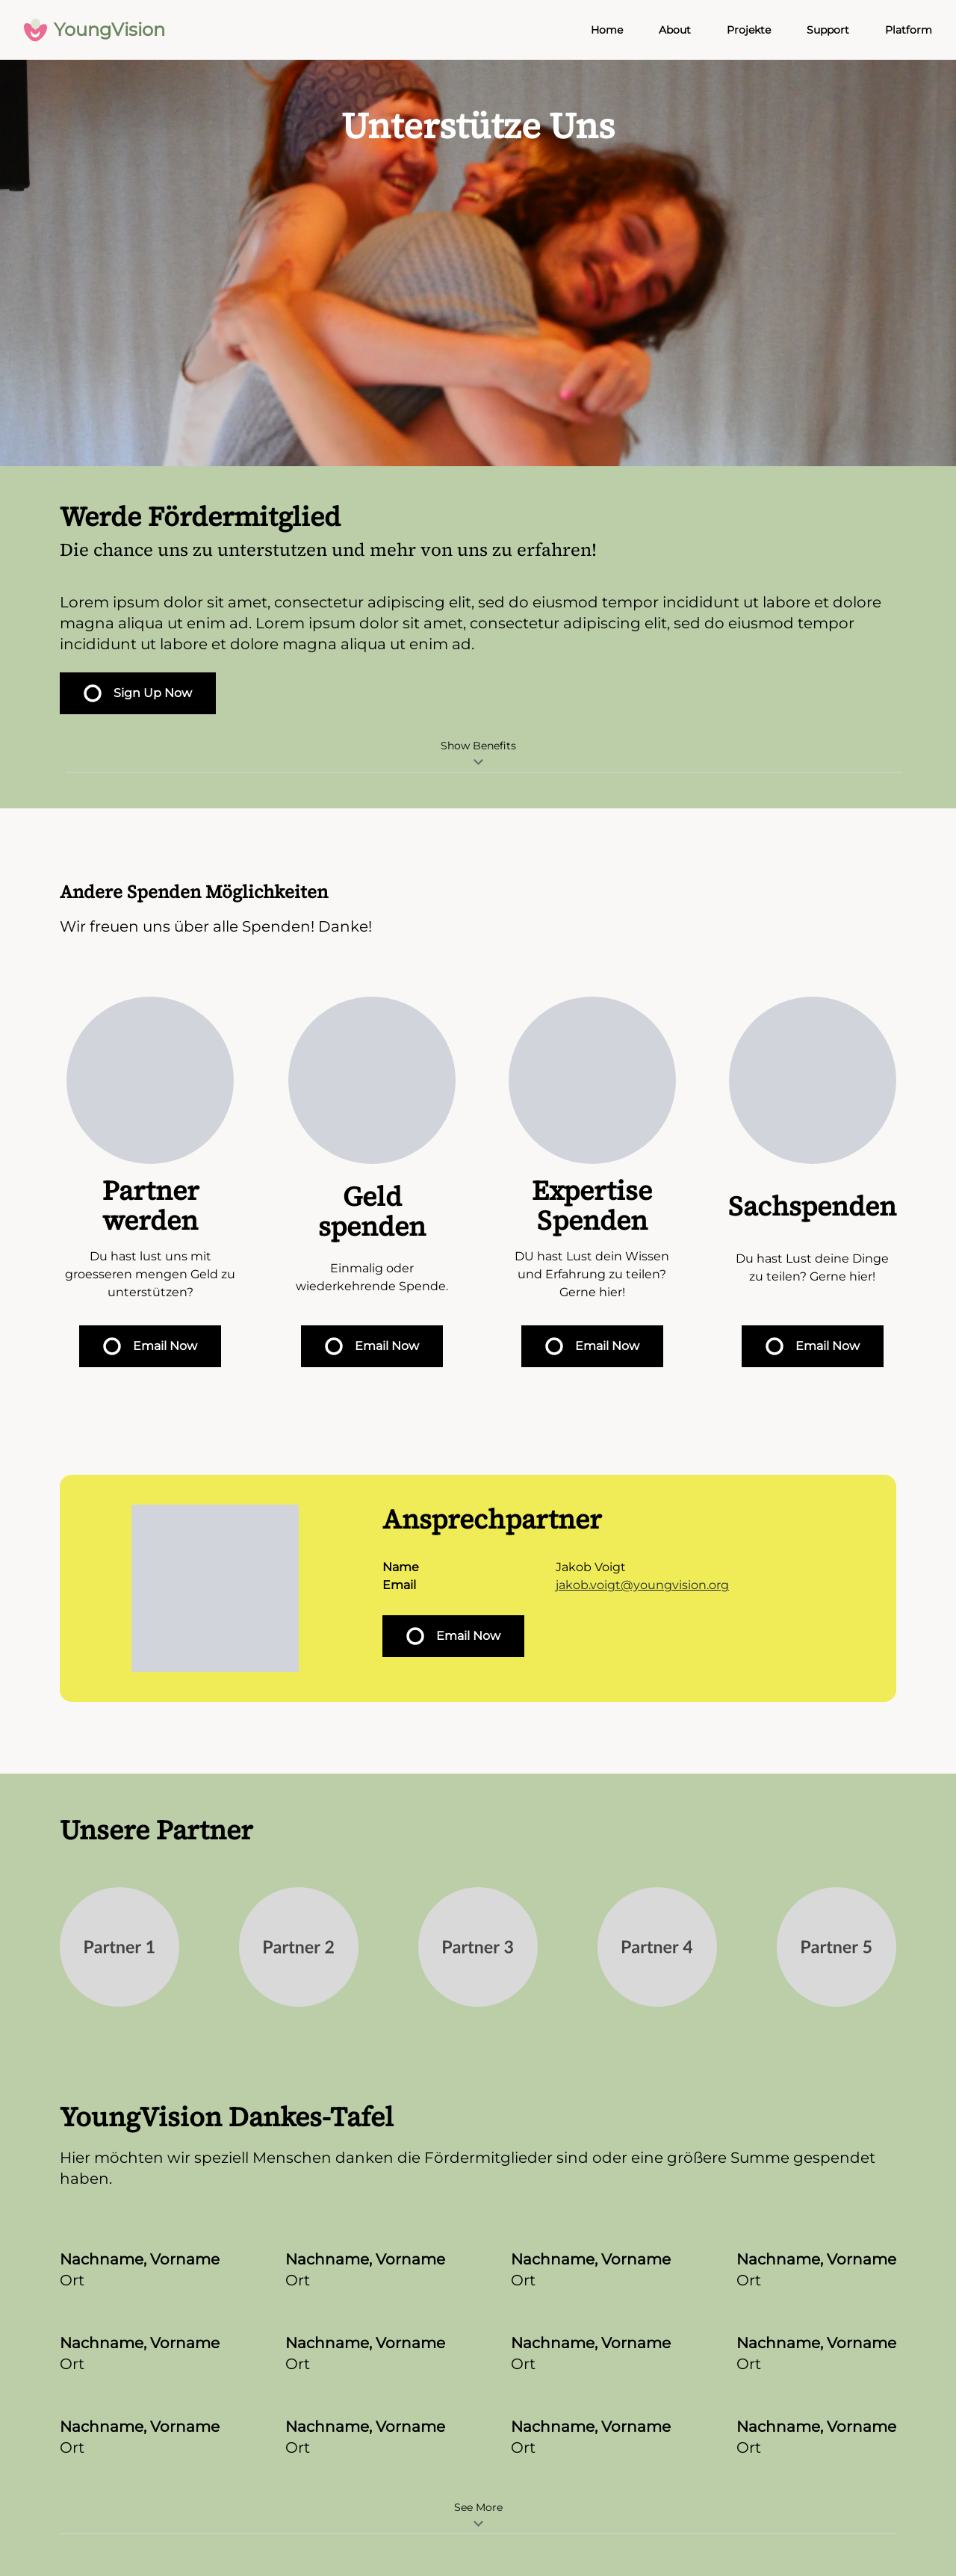 YoungVision
Home About Projekte Support Platform
Unterstütze Uns
Werde Fördermitglied
Die chance uns zu unterstutzen und mehr von uns zu erfahren!
Lorem ipsum dolor sit amet, consectetur adipiscing elit, sed do eiusmod tempor incididunt ut labore et dolore
magna aliqua ut enim ad. Lorem ipsum dolor sit amet, consectetur adipiscing elit, sed do eiusmod tempor
incididunt ut labore et dolore magna aliqua ut enim ad.
Sign Up Now
Show Benefits
Andere Spenden Möglichkeiten
Wir freuen uns über alle Spenden! Danke!
Partner
werden
Du hast lust uns mit
groesseren mengen Geld zu
unterstützen?
Email Now
Geld
spenden
Einmalig oder
wiederkehrende Spende.
Email Now
Expertise
Spenden
DU hast Lust dein Wissen
und Erfahrung zu teilen?
Gerne hier!
Email Now
Sachspenden
Du hast Lust deine Dinge
zu teilen? Gerne hier!
Email Now
Ansprechpartner
Name Jakob Voigt
Email jakob.voigt@youngvision.org
Email Now
Unsere Partner
Partner 1 Partner 2 Partner 3 Partner 4 Partner 5
YoungVision Dankes-Tafel
Hier möchten wir speziell Menschen danken die Fördermitglieder sind oder eine größere Summe gespendet
haben.
Nachname, Vorname Nachname, Vorname Nachname, Vorname Nachname, Vorname
Ort Ort Ort Ort
Nachname, Vorname Nachname, Vorname Nachname, Vorname Nachname, Vorname
Ort Ort Ort Ort
Nachname, Vorname Nachname, Vorname Nachname, Vorname Nachname, Vorname
Ort Ort Ort Ort
See More